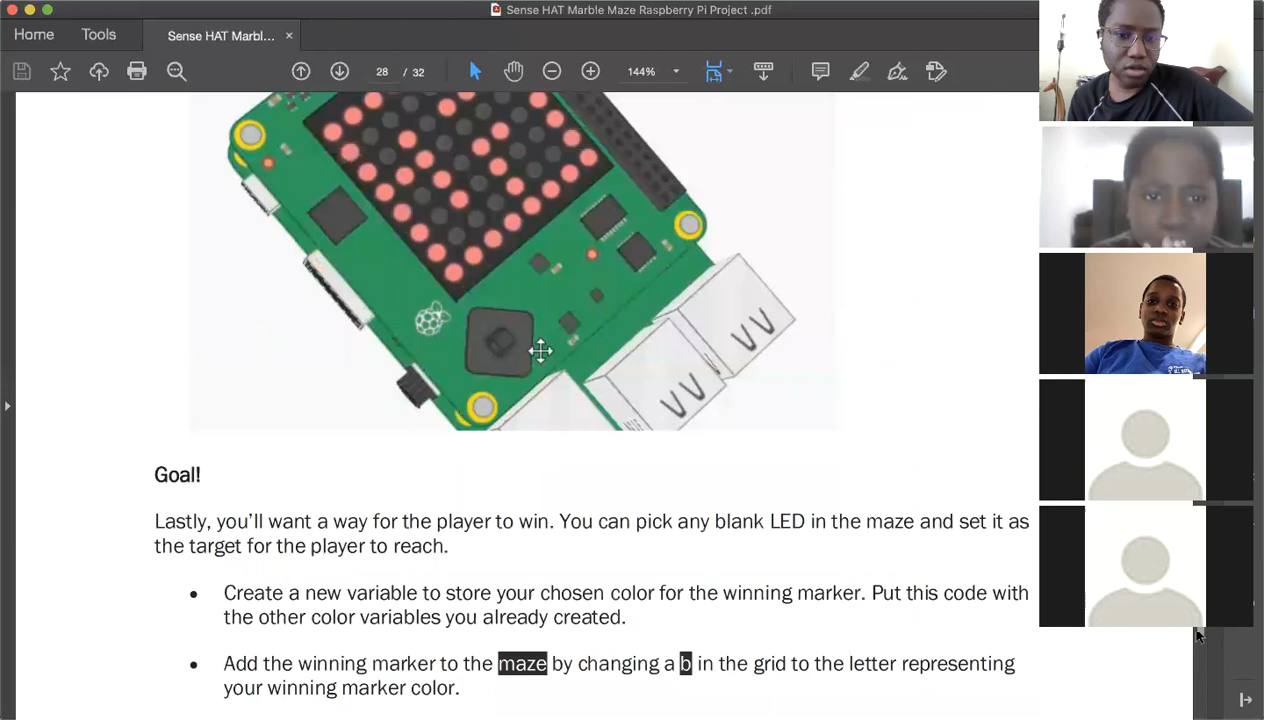 Sense HAT Marble Maze Raspberry Pi Project .pdf
Home Tools Sense HAT Marbl... ×
28 / 32 144%
VV
VV
Goal!
Lastly, you’ll want a way for the player to win. You can pick any blank LED in the maze and set it as
the target for the player to reach.
• Create a new variable to store your chosen color for the winning marker. Put this code with
the other color variables you already created.
• Add the winning marker to the maze by changing a b in the grid to the letter representing
your winning marker color.